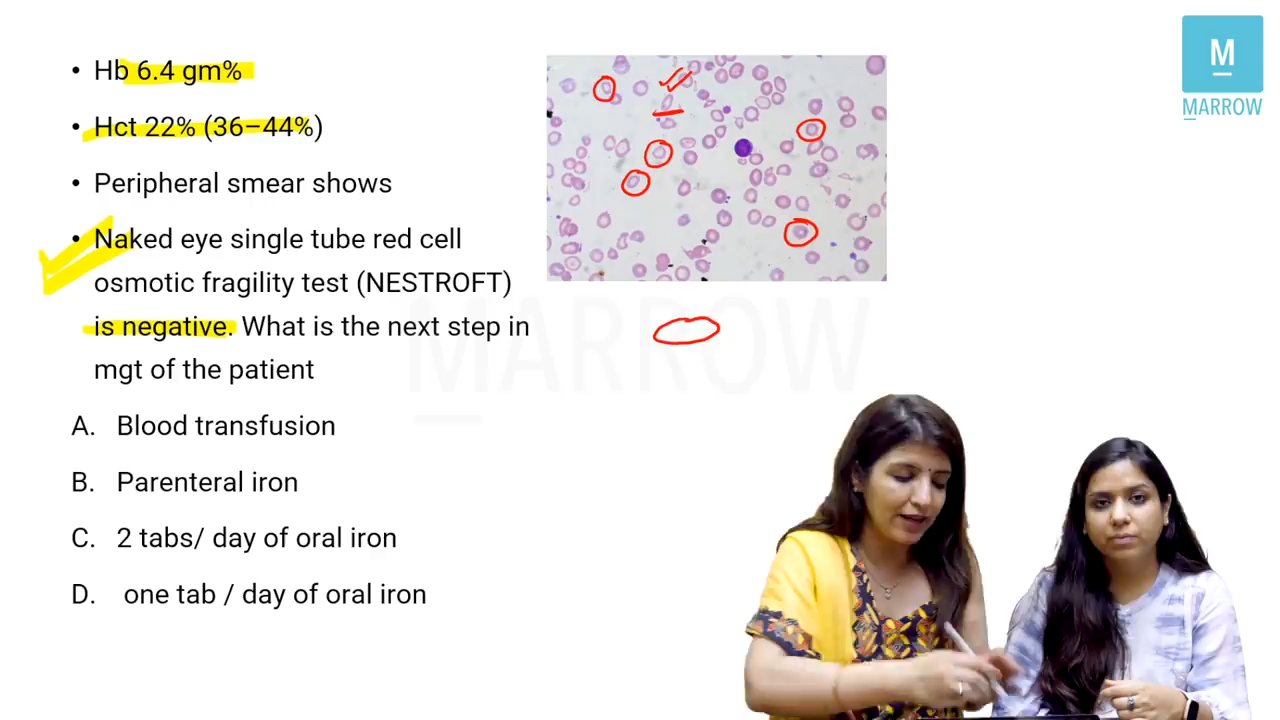 M
MARROW
• Hb 6.4 gm%
• Hct 22% (36–44%)
• Peripheral smear shows
• Naked eye single tube red cell
osmotic fragility test (NESTROFT)
is negative. What is the next step in
mgt of the patient
MARROW
A. Blood transfusion
B. Parenteral iron
C. 2 tabs/ day of oral iron
D. one tab / day of oral iron